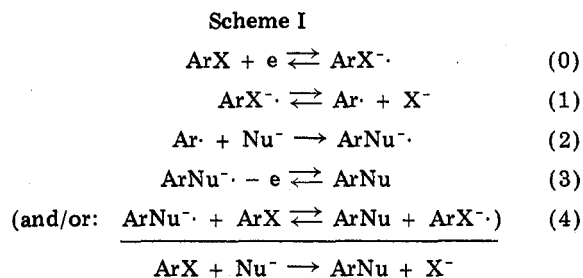 Scheme I
ArX + e ⇌ ArX⁻· (0)
ArX⁻· ⇌ Ar· + X⁻ (1)
Ar· + Nu⁻ → ArNu⁻· (2)
ArNu⁻· − e ⇌ ArNu (3)
(and/or: ArNu⁻· + ArX ⇌ ArNu + ArX⁻·) (4)
ArX + Nu⁻ → ArNu + X⁻